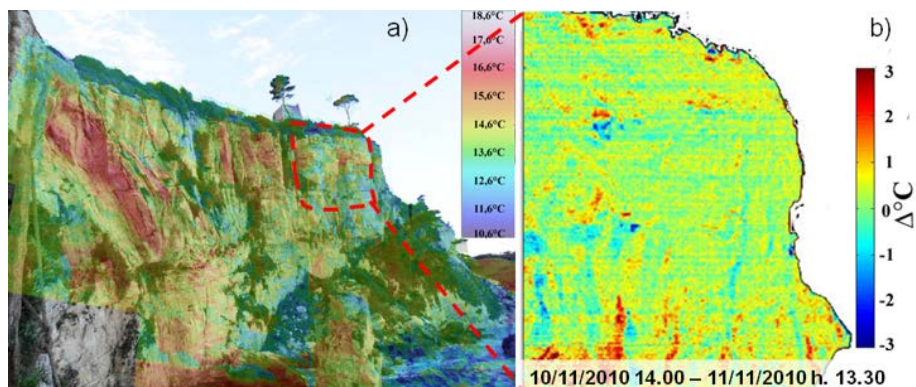 a)
18,6°C
17,6°C
16,6°C
15,6°C
14,6°C
13,6°C
12,6°C
11,6°C
10,6°C
b)
3
2
1
0
-1
-2
-3
Δ°C
10/11/2010 14.00 – 11/11/2010 h. 13.30